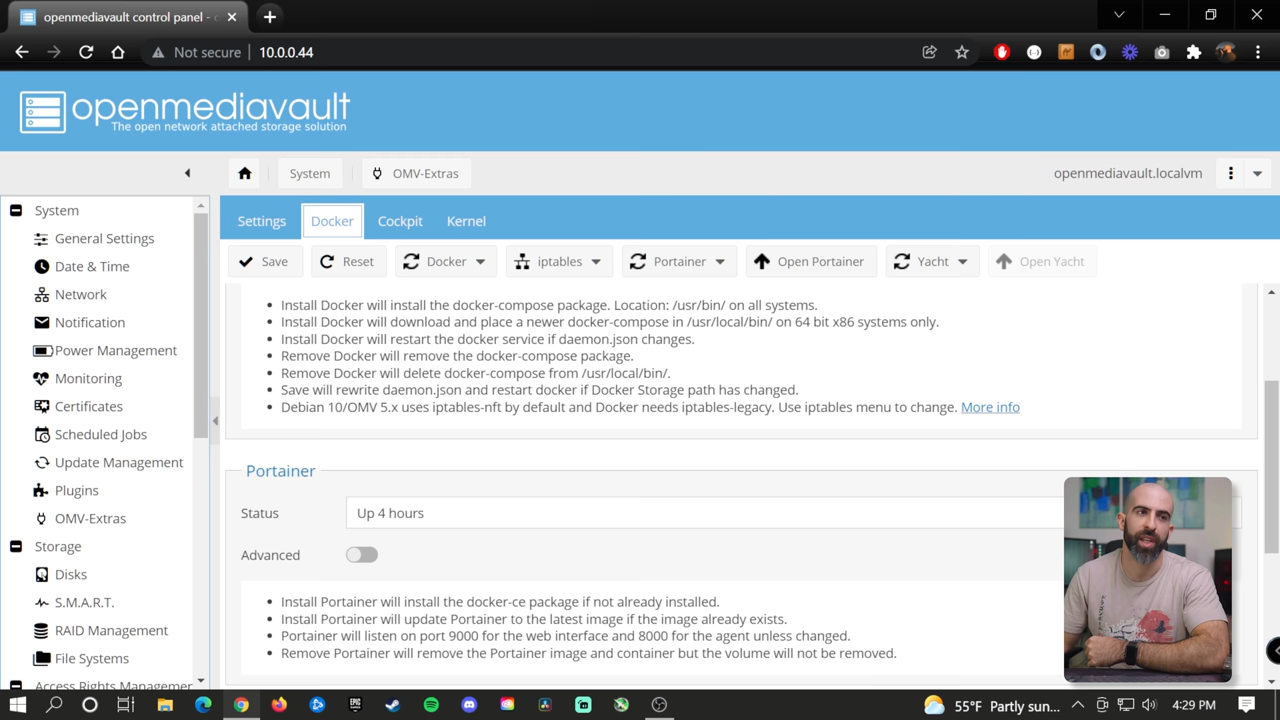 openmediavault control panel - o
Not secure
10.0.0.44
openmediavault
The open network attached storage solution
System
OMV-Extras
openmediavault.localvm
System
General Settings
Date & Time
Network
Notification
Power Management
Monitoring
Certificates
Scheduled Jobs
Update Management
Plugins
OMV-Extras
Storage
Disks
S.M.A.R.T.
RAID Management
File Systems
Access Rights Managemer
Settings
Docker
Cockpit
Kernel
Save
Reset
Docker
iptables
Portainer
Open Portainer
Yacht
Open Yacht
• Install Docker will install the docker-compose package. Location: /usr/bin/ on all systems.
• Install Docker will download and place a newer docker-compose in /usr/local/bin/ on 64 bit x86 systems only.
• Install Docker will restart the docker service if daemon.json changes.
• Remove Docker will remove the docker-compose package.
• Remove Docker will delete docker-compose from /usr/local/bin/.
• Save will rewrite daemon.json and restart docker if Docker Storage path has changed.
• Debian 10/OMV 5.x uses iptables-nft by default and Docker needs iptables-legacy. Use iptables menu to change. More info
Portainer
Status
Up 4 hours
Advanced
• Install Portainer will install the docker-ce package if not already installed.
• Install Portainer will update Portainer to the latest image if the image already exists.
• Portainer will listen on port 9000 for the web interface and 8000 for the agent unless changed.
• Remove Portainer will remove the Portainer image and container but the volume will not be removed.
55°F Partly sun...
4:29 PM